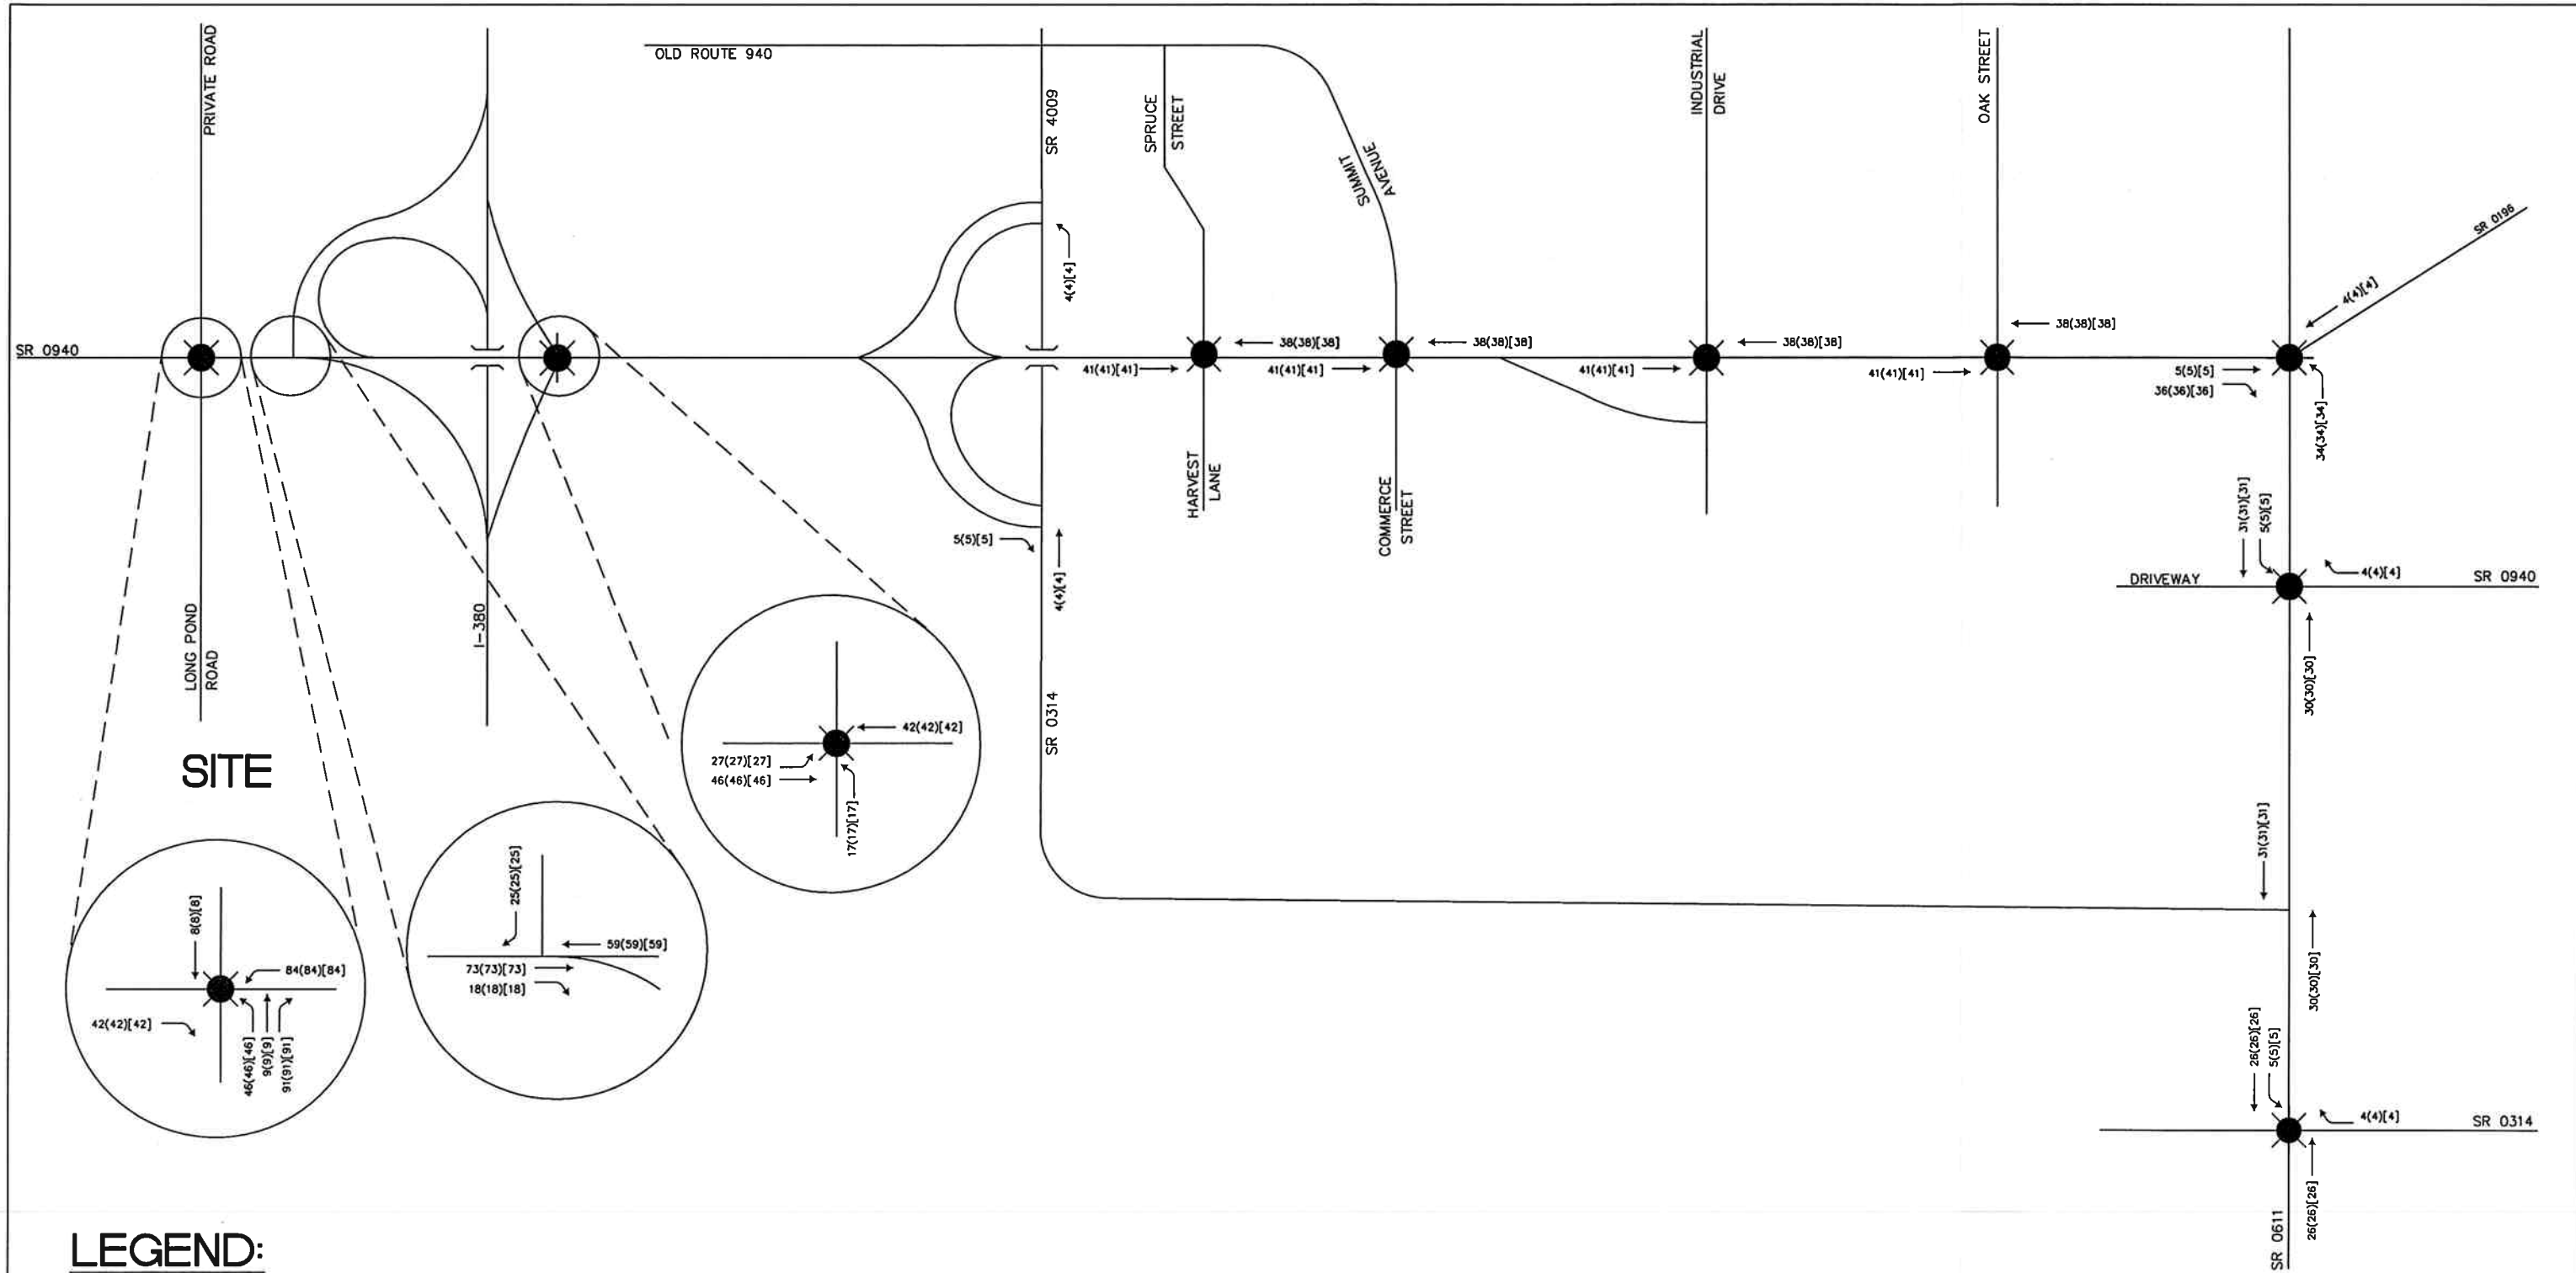 PRIVATE ROAD
OLD ROUTE 940
SR 4009
SPRUCE
STREET
SUMMIT
AVENUE
INDUSTRIAL
DRIVE
OAK STREET
SR 0196
4(4)[4]
4(4)[4]
SR 0940
38(38)[38]
38(38)[38]
38(38)[38]
38(38)[38]
41(41)[41]
41(41)[41]
41(41)[41]
41(41)[41]
5(5)[5]
36(36)[36]
34(34)[34]
HARVEST
LANE
COMMERCE
STREET
5(5)[5]
4(4)[4]
31(31)[31]
5(5)[5]
4(4)[4]
DRIVEWAY
SR 0940
30(30)[30]
LONG POND
ROAD
I-380
SR 0314
SITE
42(42)[42]
27(27)[27]
46(46)[46]
17(17)[17]
25(25)[25]
59(59)[59]
73(73)[73]
18(18)[18]
8(8)[8]
84(84)[84]
42(42)[42]
46(46)[46]
9(9)[9]
91(91)[91]
31(31)[31]
30(30)[30]
26(26)[26]
5(5)[5]
4(4)[4]
SR 0314
26(26)[26]
SR 0611
LEGEND: